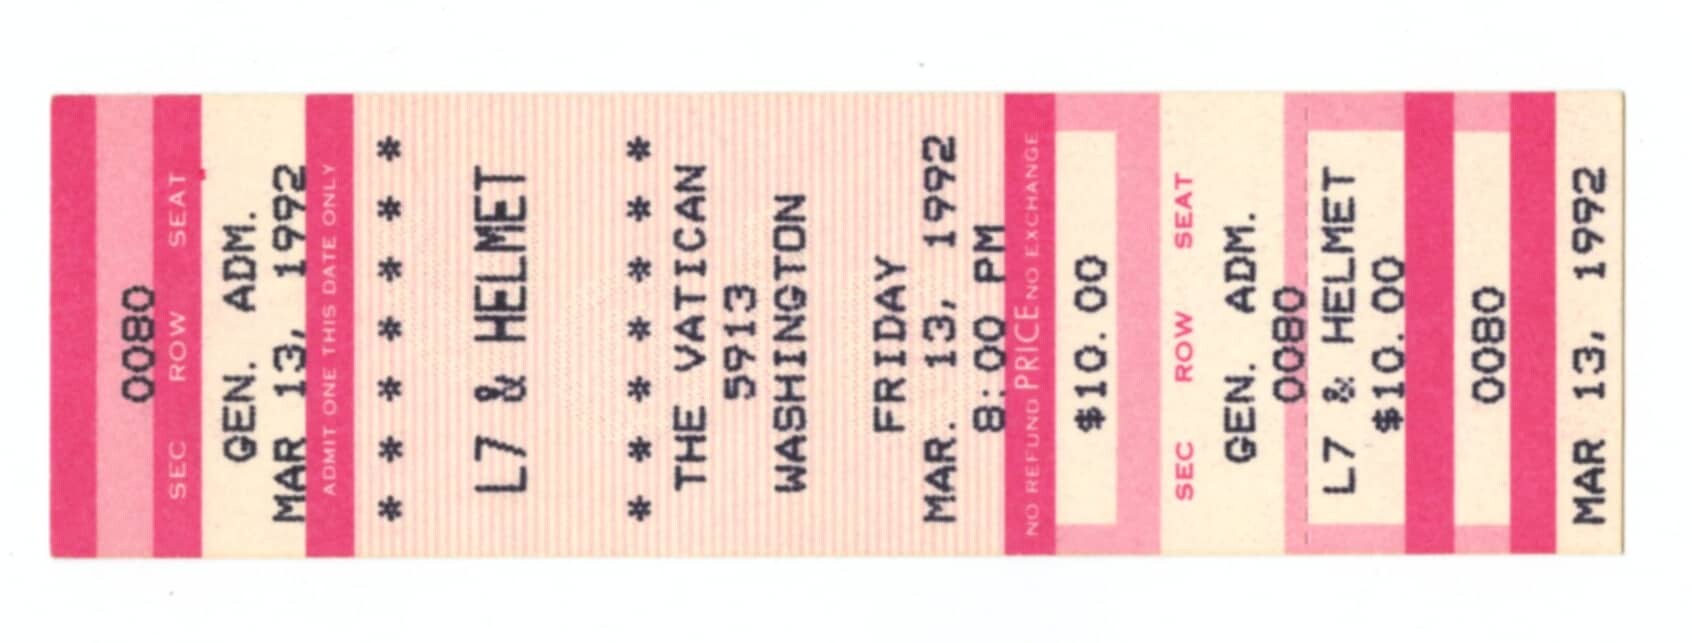 0080
SEC ROW SEAT
GEN. ADM.
MAR 13, 1992
ADMIT ONE THIS DATE ONLY
* * * * * * *
L7 & HELMET
* * * * * * *
THE VATICAN
5913
WASHINGTON
FRIDAY
MAR. 13, 1992
8:00 PM
NO REFUND PRICE NO EXCHANGE
$10.00
SEC ROW SEAT
GEN. ADM.
0080
L7 & HELMET
$10.00
0080
MAR 13, 1992